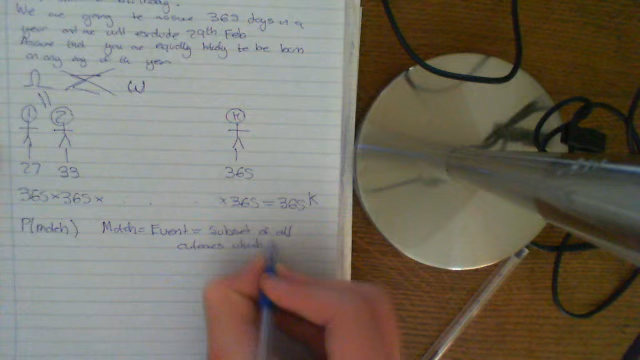 birthday.
We are going to assume 365 days in a
year and we will exclude 29th Feb
Assume that you are equally likely to be born
on any day of the year
Ω ω
1 2 K
27 33 365
365×365× . . ×365 = 365^K
P(match) Match = Event = Subset of all
outcomes which